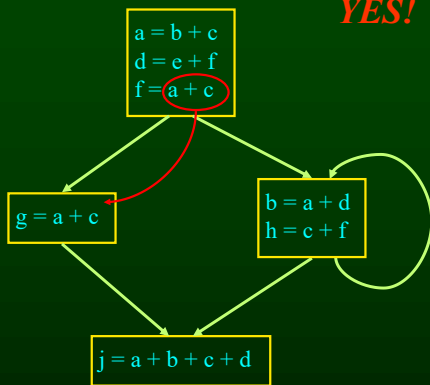 YES!
a = b + c
d = e + f
f = a + c
g = a + c
b = a + d
h = c + f
j = a + b + c + d